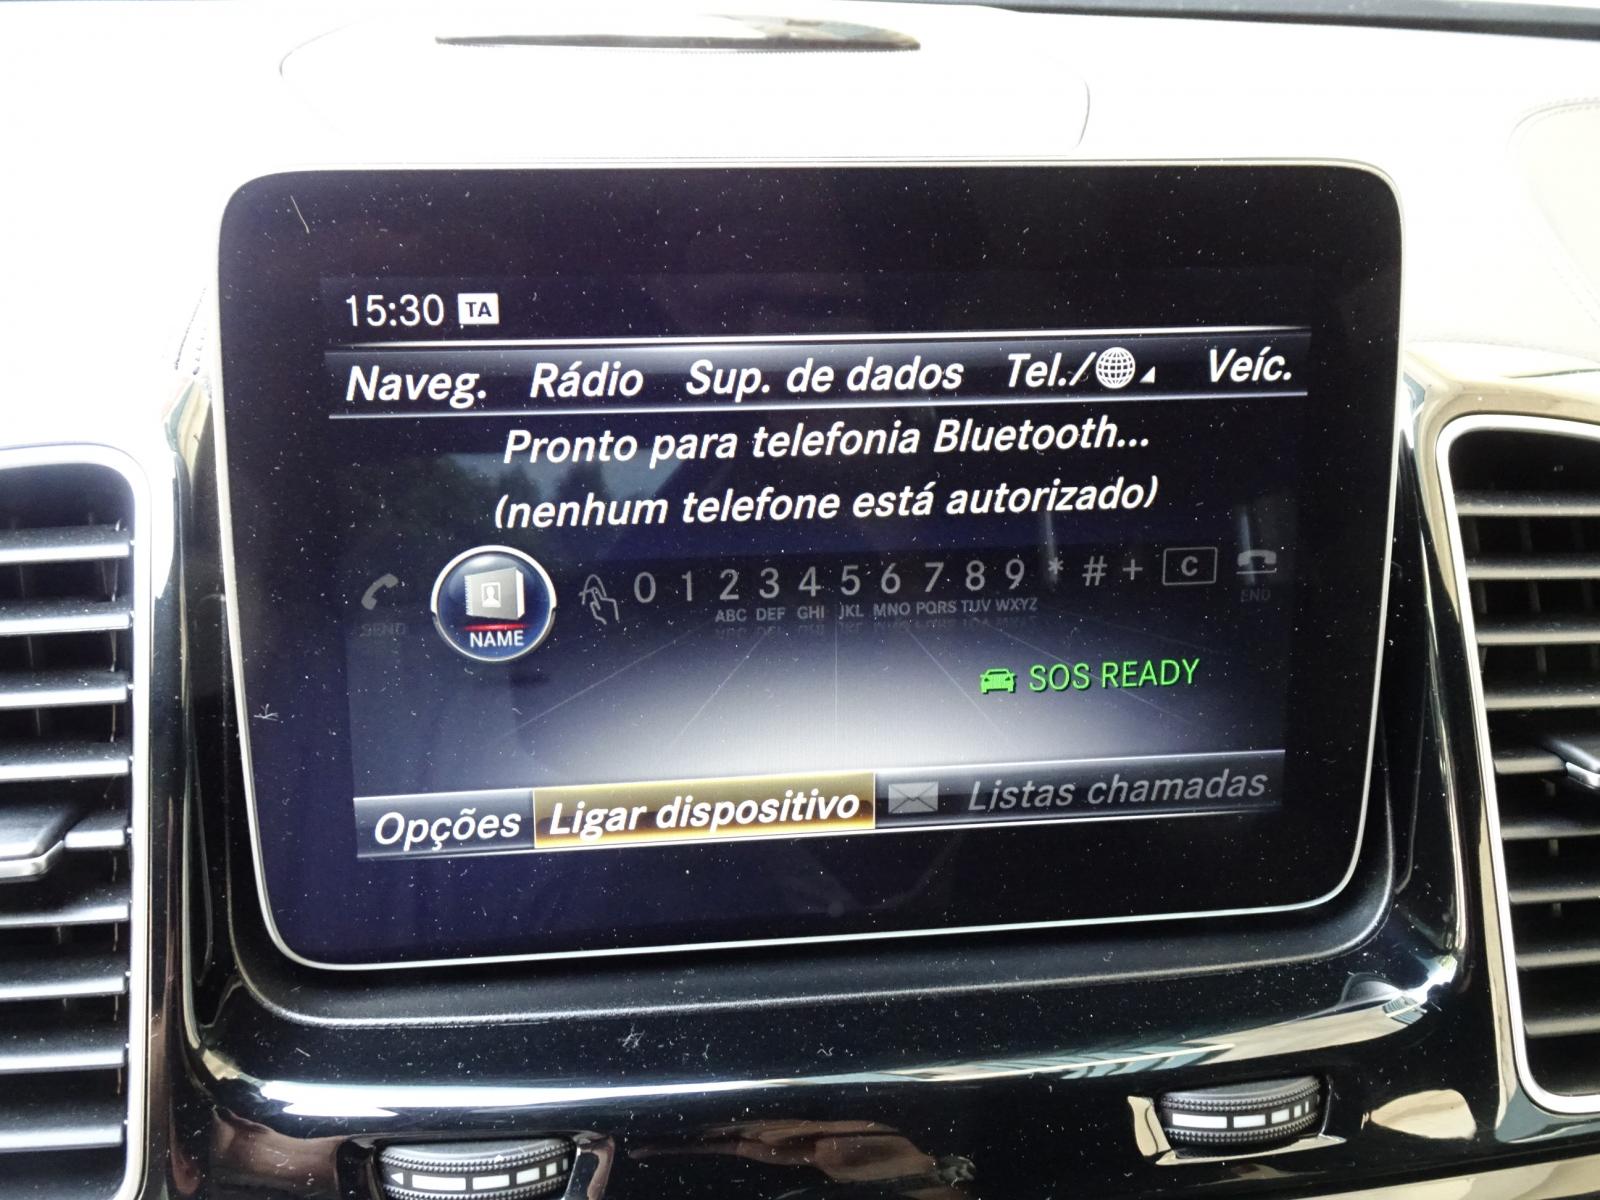 15:30 TA
Naveg. Rádio Sup. de dados Tel./ Veíc.
Pronto para telefonia Bluetooth...
(nenhum telefone está autorizado)
SEND NAME 0 1 2 3 4 5 6 7 8 9 * # + C END
ABC DEF GHI JKL MNO PQRS TUV WXYZ
SOS READY
Opções Ligar dispositivo Listas chamadas